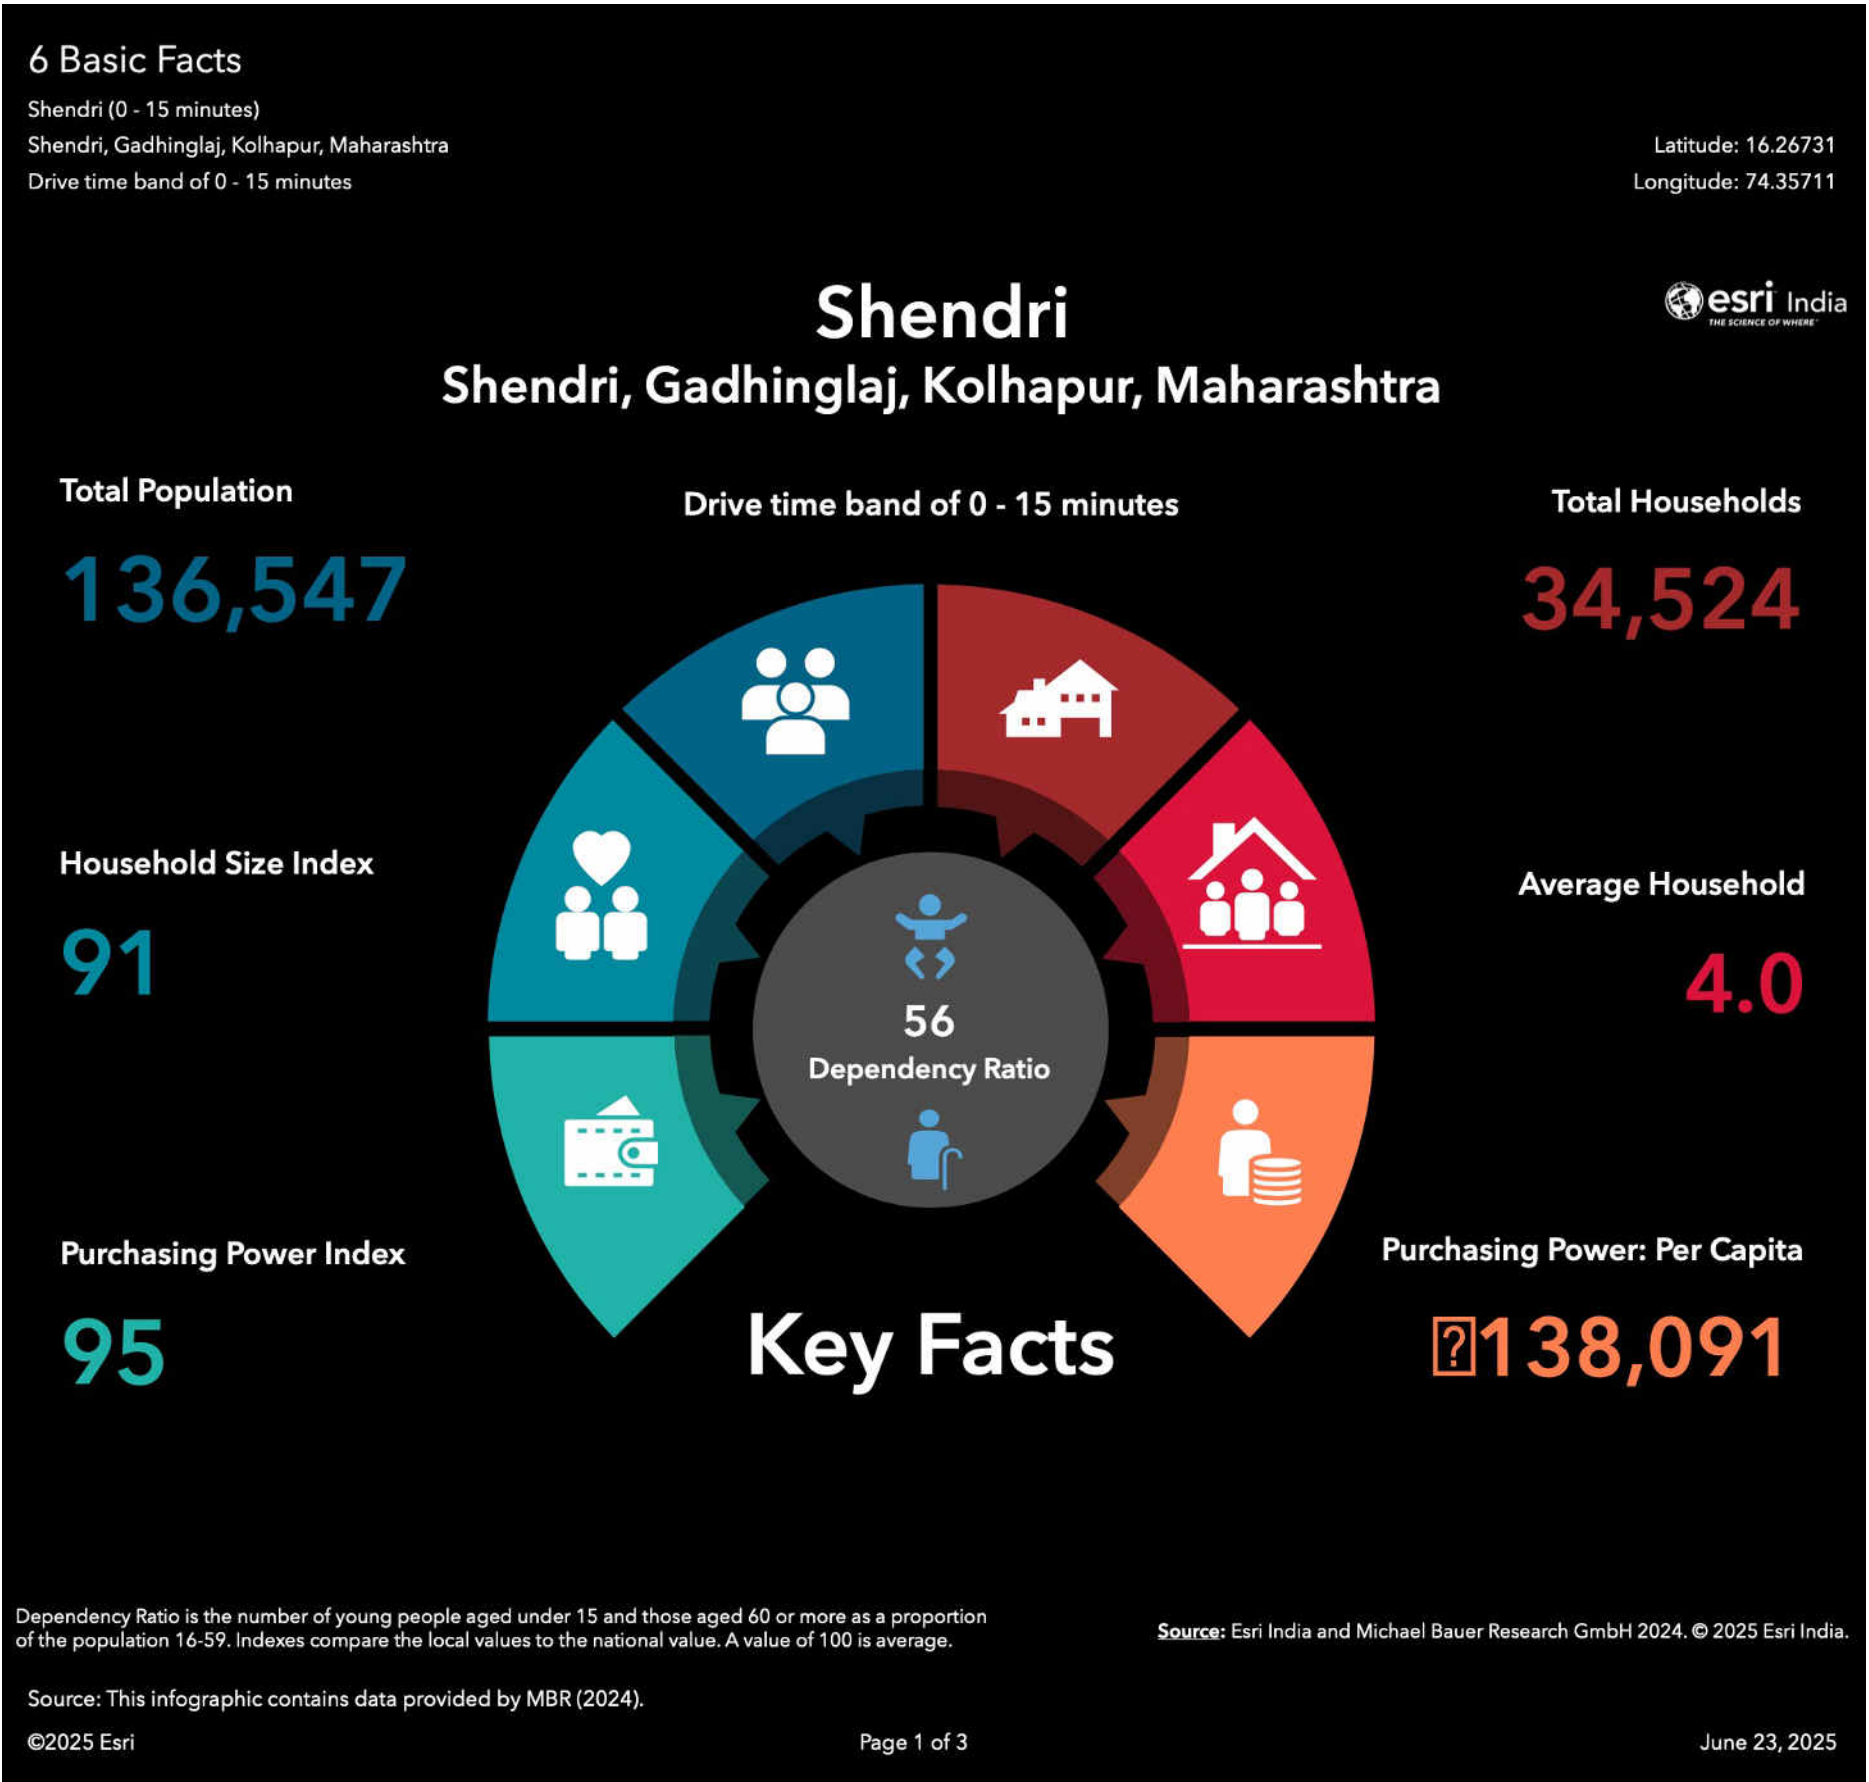 6 Basic Facts
Shendri (0 - 15 minutes)
Shendri, Gadhinglaj, Kolhapur, Maharashtra
Latitude: 16.26731
Drive time band of 0 - 15 minutes
Longitude: 74.35711
Shendri
esri India
THE SCIENCE OF WHERE
Shendri, Gadhinglaj, Kolhapur, Maharashtra
Total Population
Drive time band of 0 - 15 minutes
Total Households
136,547
34,524
Household Size Index
Average Household
91
4.0
56
Dependency Ratio
Purchasing Power Index
Purchasing Power: Per Capita
95
Key Facts
⍰138,091
Dependency Ratio is the number of young people aged under 15 and those aged 60 or more as a proportion
of the population 16-59. Indexes compare the local values to the national value. A value of 100 is average.
Source: Esri India and Michael Bauer Research GmbH 2024. © 2025 Esri India.
Source: This infographic contains data provided by MBR (2024).
©2025 Esri
Page 1 of 3
June 23, 2025